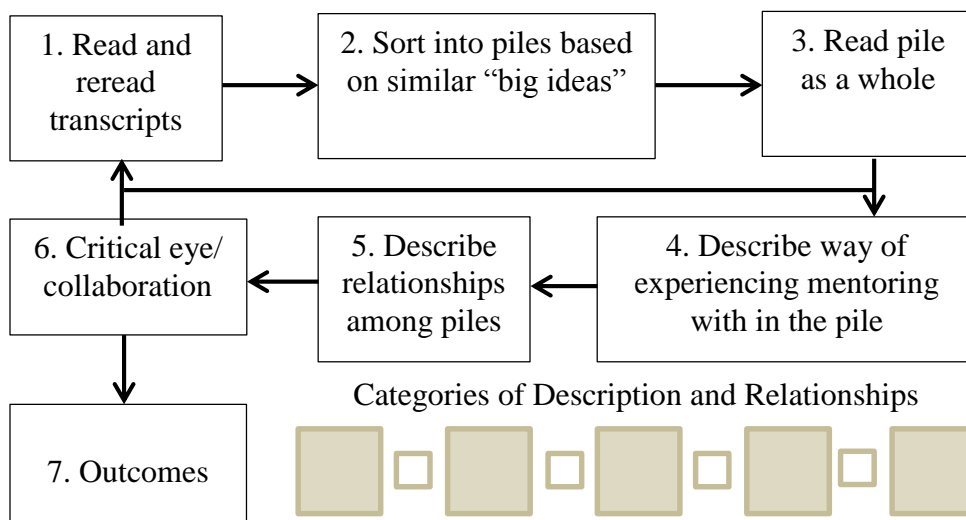 1. Read and
reread
transcripts
2. Sort into piles based
on similar “big ideas”
3. Read pile
as a whole
6. Critical eye/
collaboration
5. Describe
relationships
among piles
4. Describe way of
experiencing mentoring
with in the pile
7. Outcomes
Categories of Description and Relationships